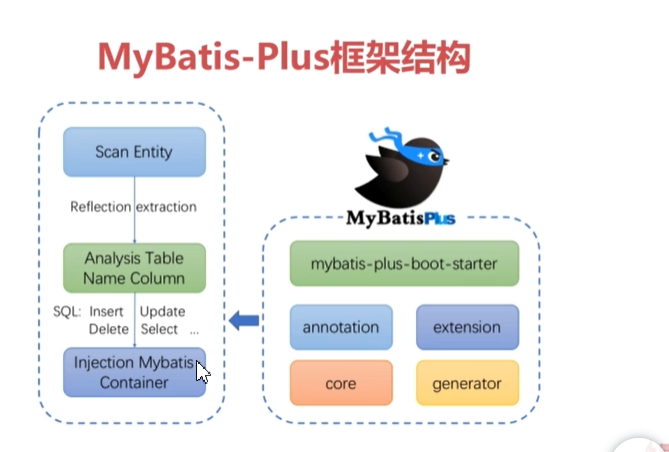 MyBatis-Plus框架结构
Scan Entity
Reflection extraction
Analysis Table
Name Column
SQL: Insert Update
Delete Select ...
Injection Mybatis
Container
MyBatisPlus
mybatis-plus-boot-starter
annotation
extension
core
generator